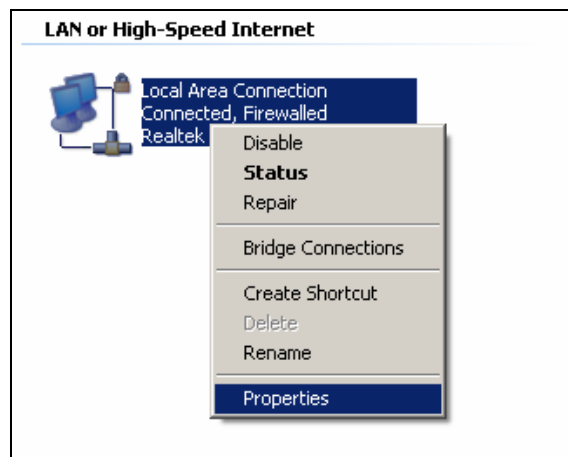 LAN or High-Speed Internet
Local Area Connection
Connected, Firewalled
Realtek
Disable
Status
Repair
Bridge Connections
Create Shortcut
Delete
Rename
Properties